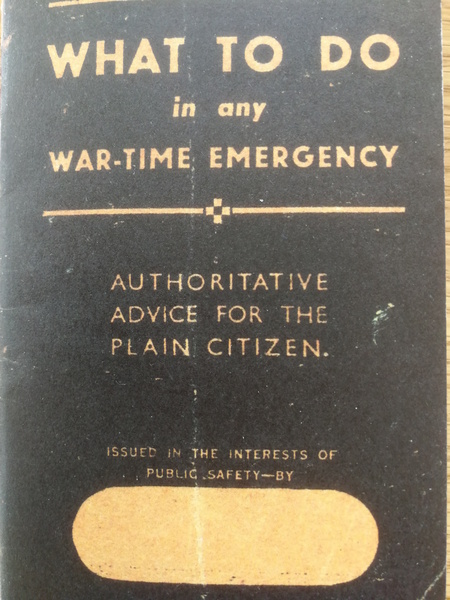 WHAT TO DO
in any
WAR-TIME EMERGENCY
AUTHORITATIVE
ADVICE FOR THE
PLAIN CITIZEN.
ISSUED IN THE INTERESTS OF
PUBLIC SAFETY—BY